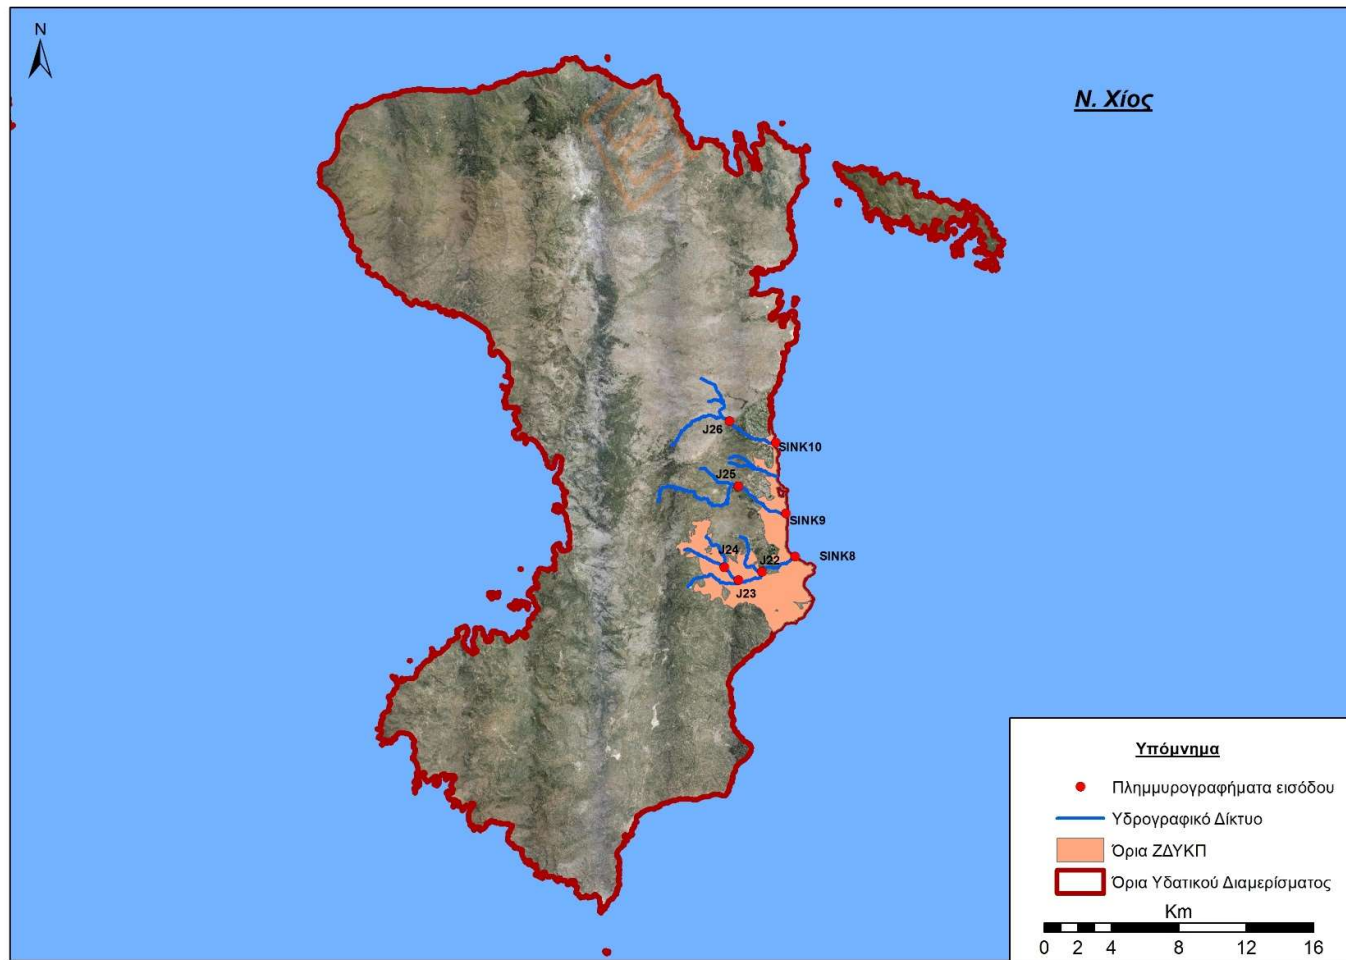 N
Ν. Χίος
J26
SINK10
J25
SINK9
J24
SINK8
J22
J23
Υπόμνημα
Πλημμυρογραφήματα εισόδου
Υδρογραφικό Δίκτυο
Όρια ΖΔΥΚΠ
Όρια Υδατικού Διαμερίσματος
Km
0 2 4 8 12 16